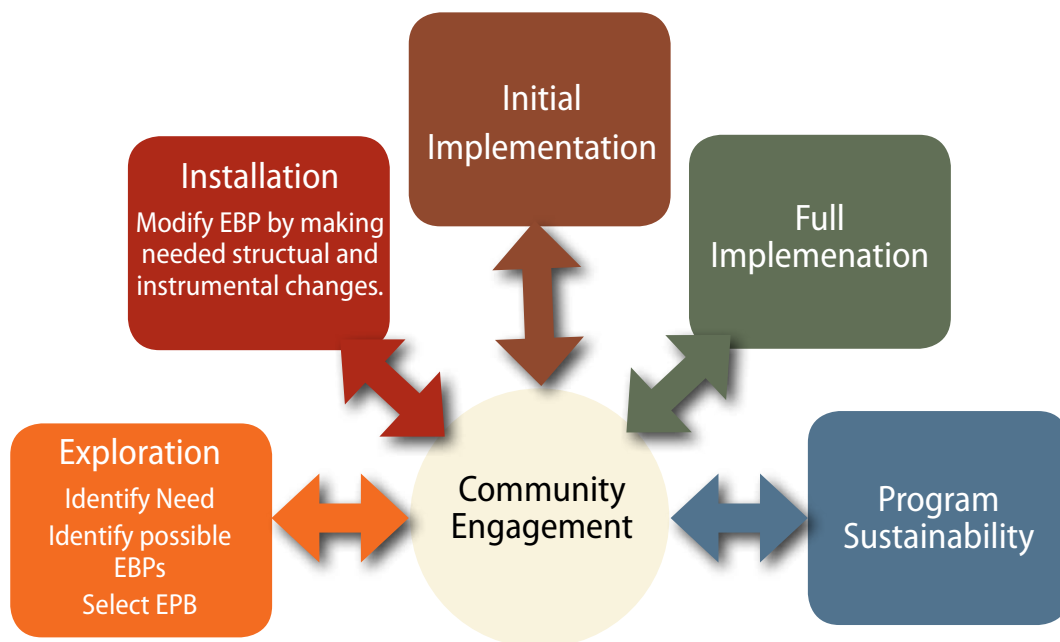 Initial
Implementation
Installation
Modify EBP by making
needed structual and
instrumental changes.
Full
Implemenation
Exploration
Identify Need
Identify possible
EBPs
Select EPB
Community
Engagement
Program
Sustainability